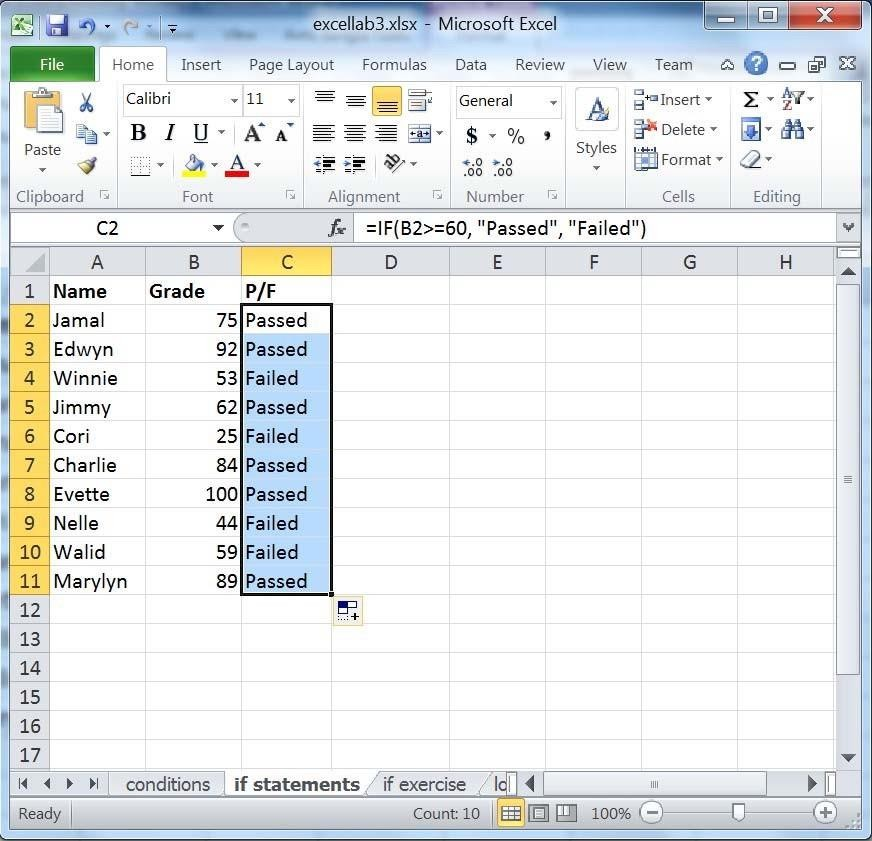 excellab3.xlsx - Microsoft Excel
File Home Insert Page Layout Formulas Data Review View Team
Calibri 11 General Insert
B I U $ % , Delete
Paste A Styles Format
Clipboard Font Alignment Number Cells Editing
C2 fx =IF(B2>=60, "Passed", "Failed")
A B C D E F G H
1 Name Grade P/F
2 Jamal 75 Passed
3 Edwyn 92 Passed
4 Winnie 53 Failed
5 Jimmy 62 Passed
6 Cori 25 Failed
7 Charlie 84 Passed
8 Evette 100 Passed
9 Nelle 44 Failed
10 Walid 59 Failed
11 Marylyn 89 Passed
12
13
14
15
16
17
conditions if statements if exercise lo
Ready Count: 10 100%